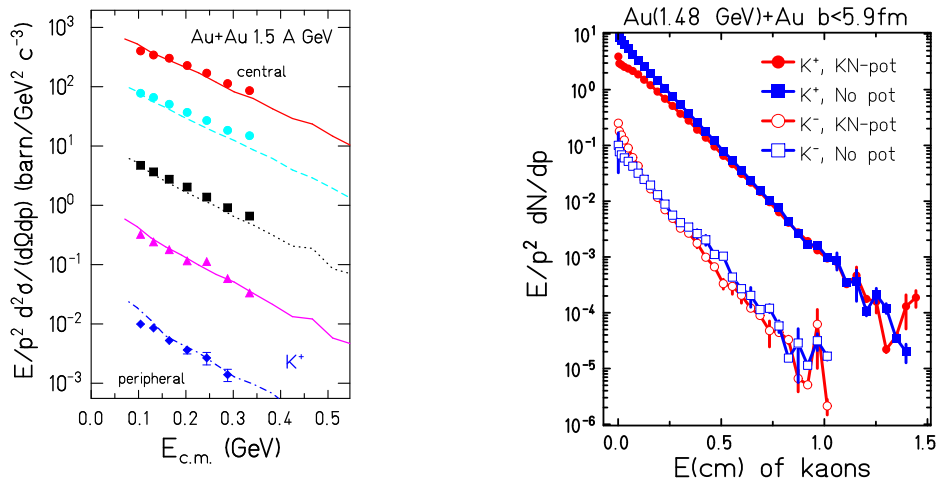 Au+Au 1.5 A GeV
central
peripheral
K⁺
E/p² d²σ/(dΩdp) (barn/GeV² c⁻³)
10³
10²
10¹
10⁰
10⁻¹
10⁻²
10⁻³
0.0 0.1 0.2 0.3 0.4 0.5
E_c.m. (GeV)
Au(1.48 GeV)+Au b<5.9fm
K⁺, KN-pot
K⁺, No pot
K⁻, KN-pot
K⁻, No pot
E/p² dN/dp
10¹
10⁰
10⁻¹
10⁻²
10⁻³
10⁻⁴
10⁻⁵
10⁻⁶
0.0 0.5 1.0 1.5
E(cm) of kaons